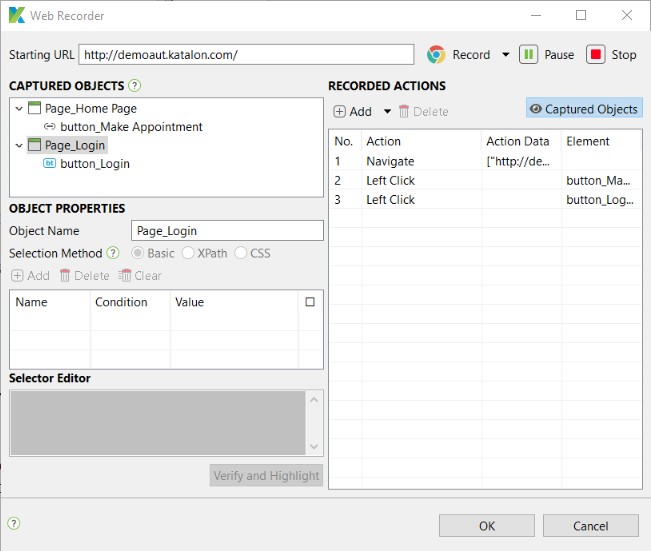 Web Recorder
Starting URL http://demoaut.katalon.com/ Record Pause Stop
CAPTURED OBJECTS ?
Page_Home Page
button_Make Appointment
Page_Login
bt button_Login
OBJECT PROPERTIES
Object Name Page_Login
Selection Method ? Basic XPath CSS
Add Delete Clear
Name Condition Value
Selector Editor
Verify and Highlight
RECORDED ACTIONS
Add Delete Captured Objects
No. Action Action Data Element
1 Navigate ["http://de...
2 Left Click button_Ma...
3 Left Click button_Log...
? OK Cancel